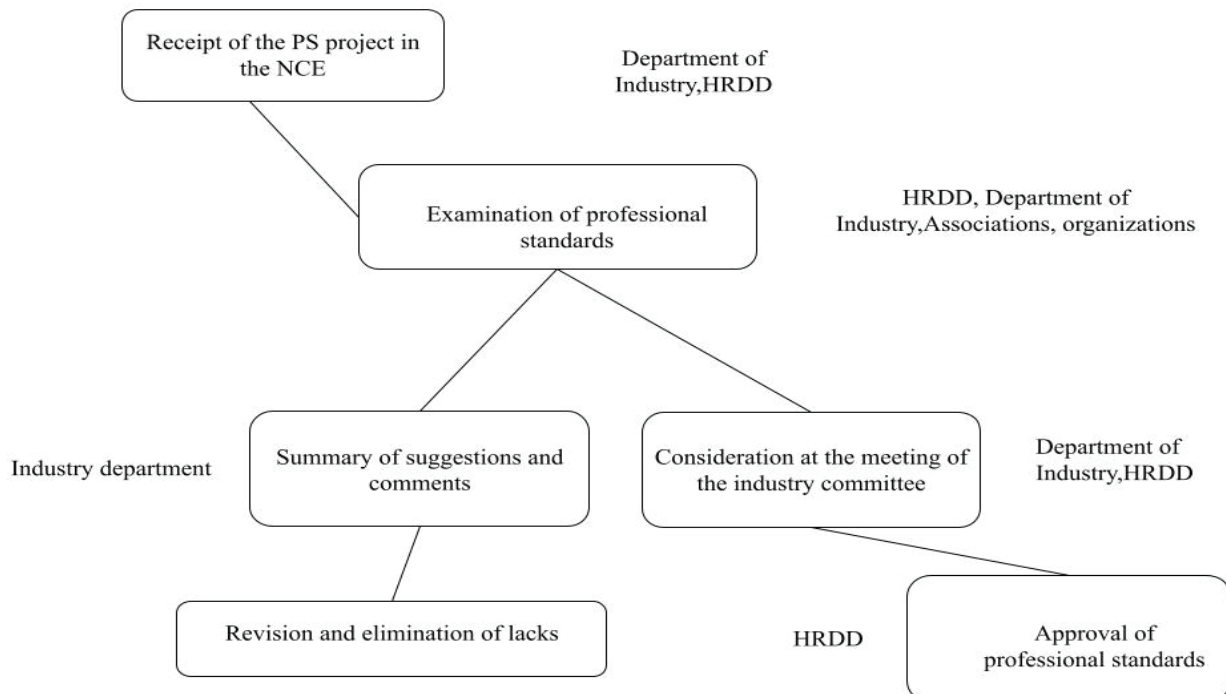 Receipt of the PS project in
the NCE
Department of
Industry,HRDD
Examination of professional
standards
HRDD, Department of
Industry,Associations, organizations
Industry department
Summary of suggestions and
comments
Consideration at the meeting of
the industry committee
Department of
Industry,HRDD
Revision and elimination of lacks
HRDD
Approval of
professional standards